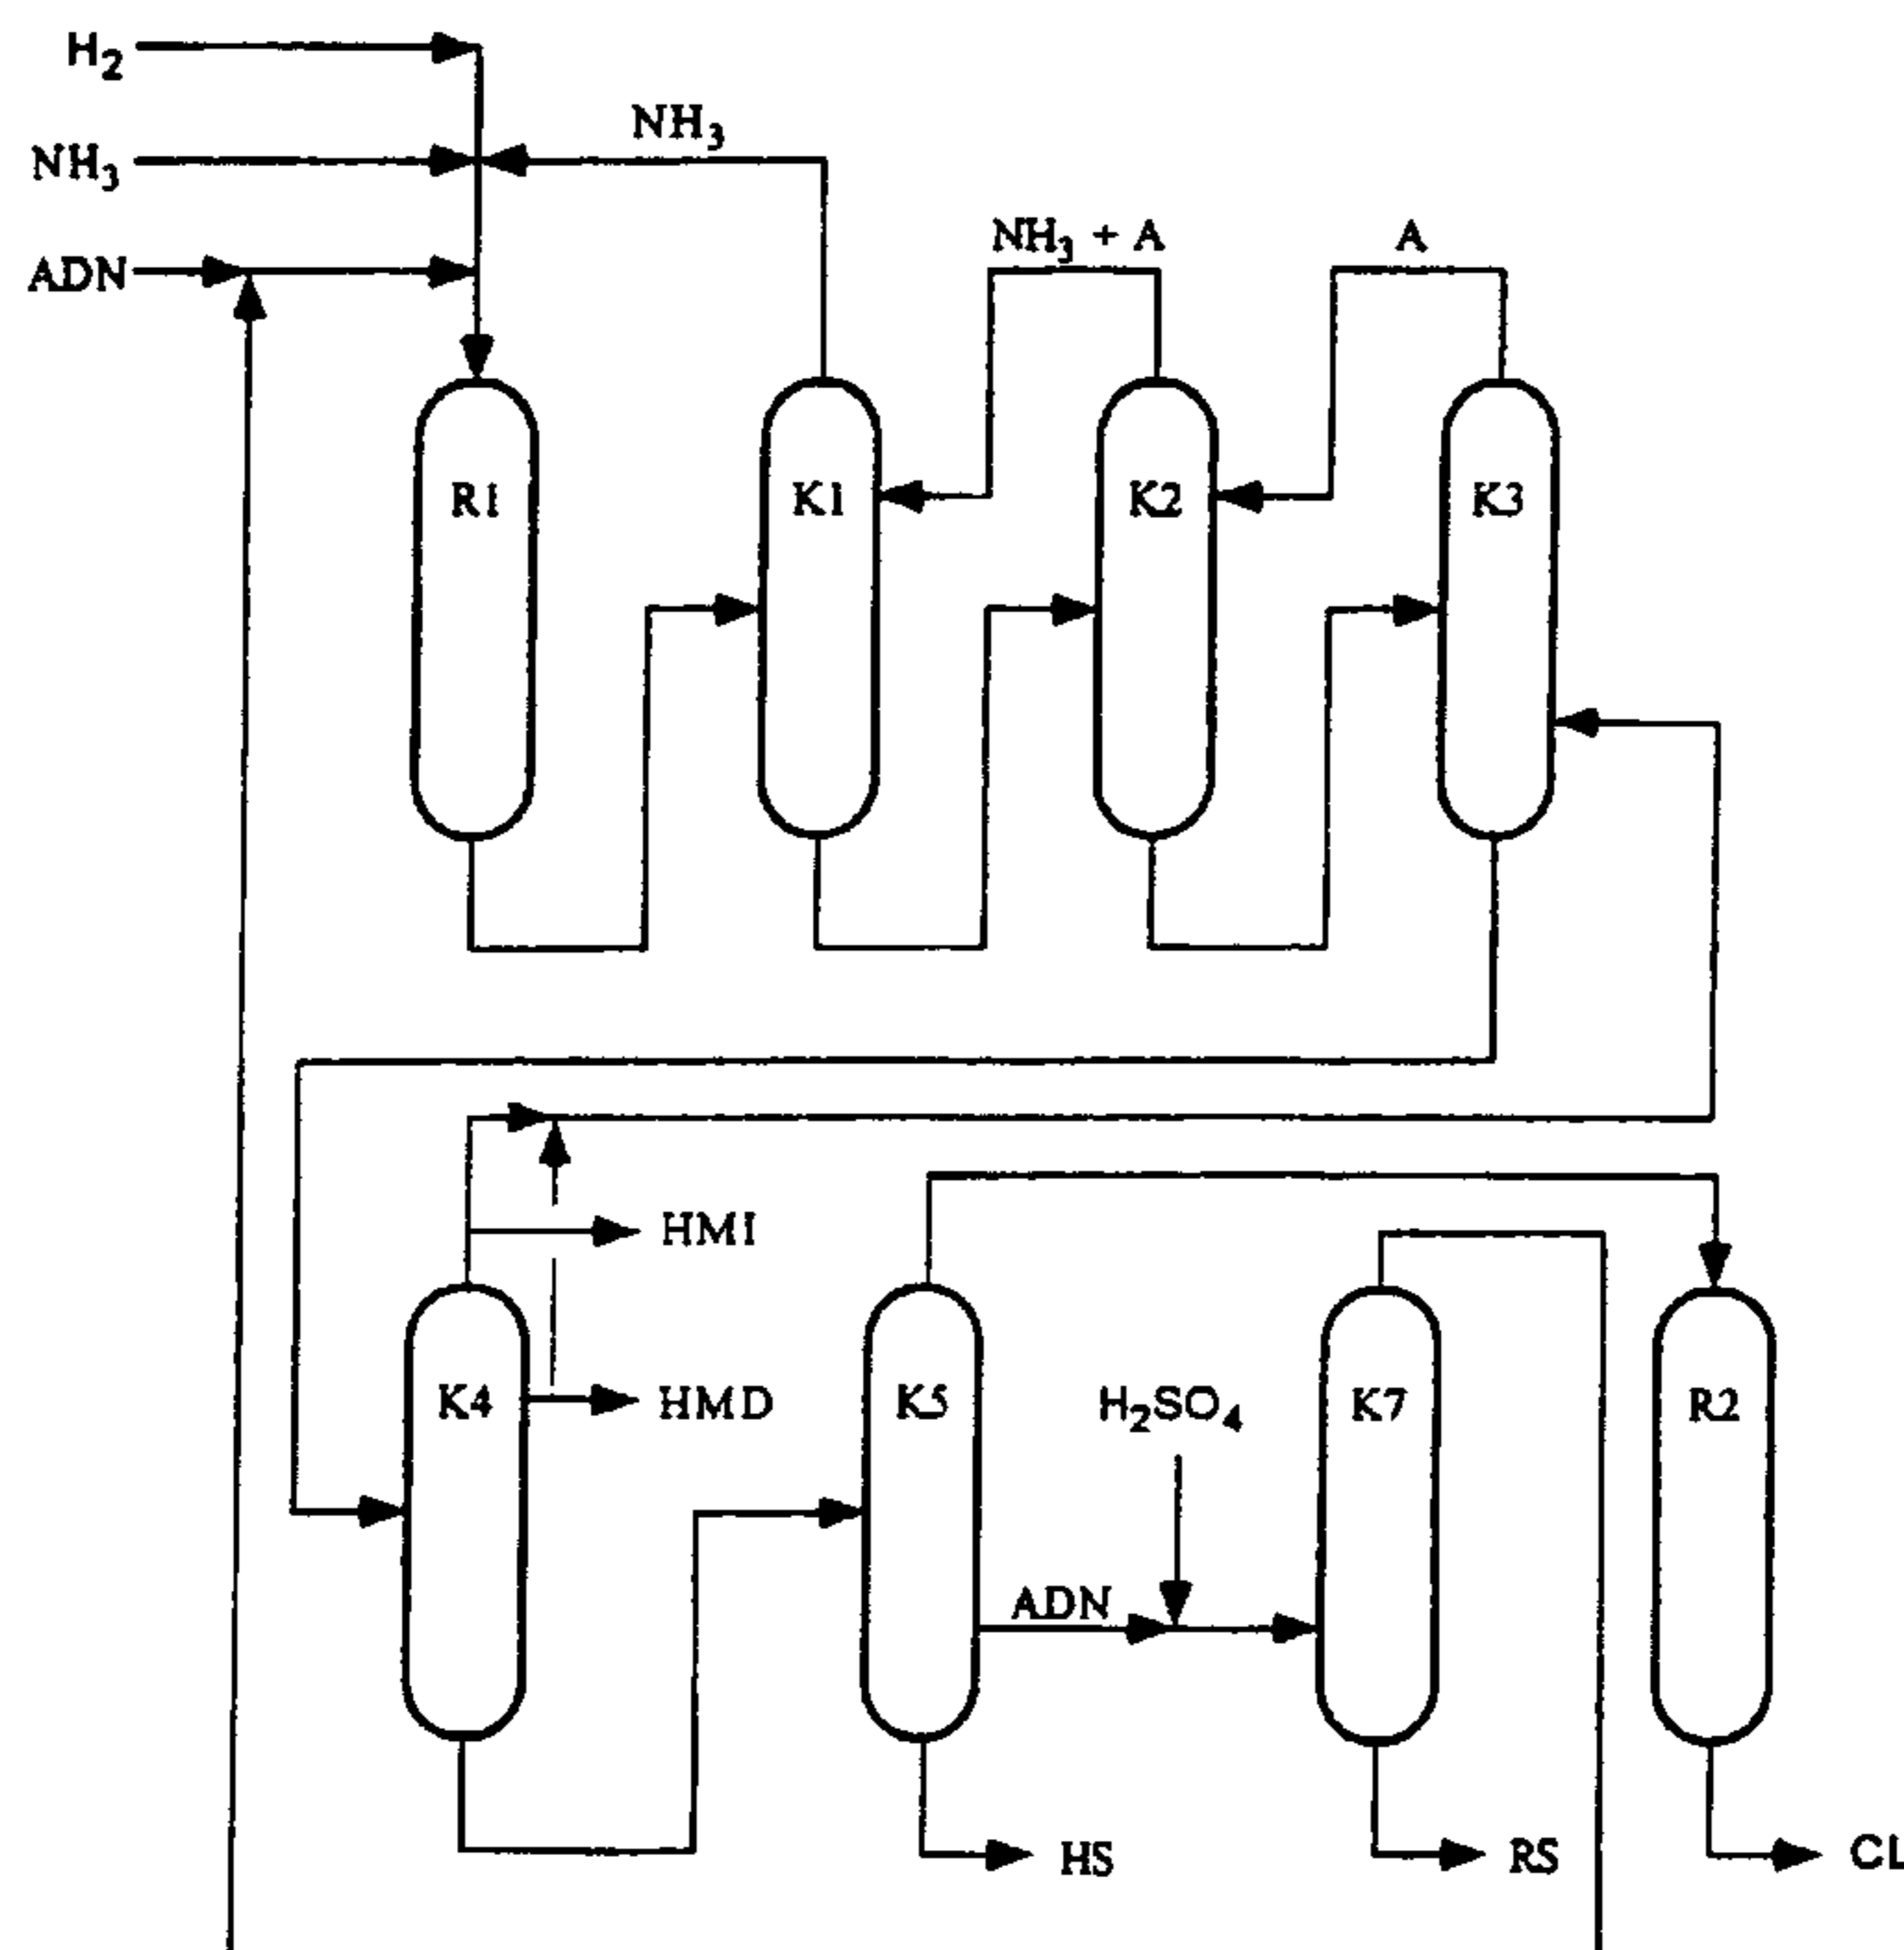 H₂
NH₃
NH₃
ADN
NH₃ + A
A
R1
K1
K2
K3
HMI
HMD
K4
K5
H₂SO₄
K7
R2
ADN
HS
RS
CL